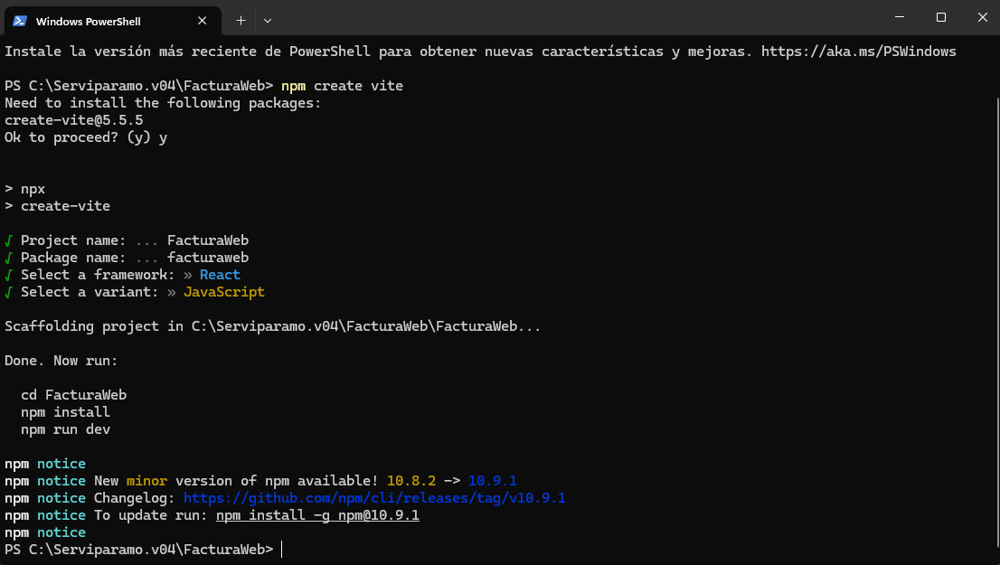 Windows PowerShell
Instale la versión más reciente de PowerShell para obtener nuevas características y mejoras. https://aka.ms/PSWindows
PS C:\Serviparamo.v04\FacturaWeb> npm create vite
Need to install the following packages:
create-vite@5.5.5
Ok to proceed? (y) y
> npx
> create-vite
√ Project name: ... FacturaWeb
√ Package name: ... facturaweb
√ Select a framework: » React
√ Select a variant: » JavaScript
Scaffolding project in C:\Serviparamo.v04\FacturaWeb\FacturaWeb...
Done. Now run:
cd FacturaWeb
npm install
npm run dev
npm notice
npm notice New minor version of npm available! 10.8.2 -> 10.9.1
npm notice Changelog: https://github.com/npm/cli/releases/tag/v10.9.1
npm notice To update run: npm install -g npm@10.9.1
npm notice
PS C:\Serviparamo.v04\FacturaWeb>